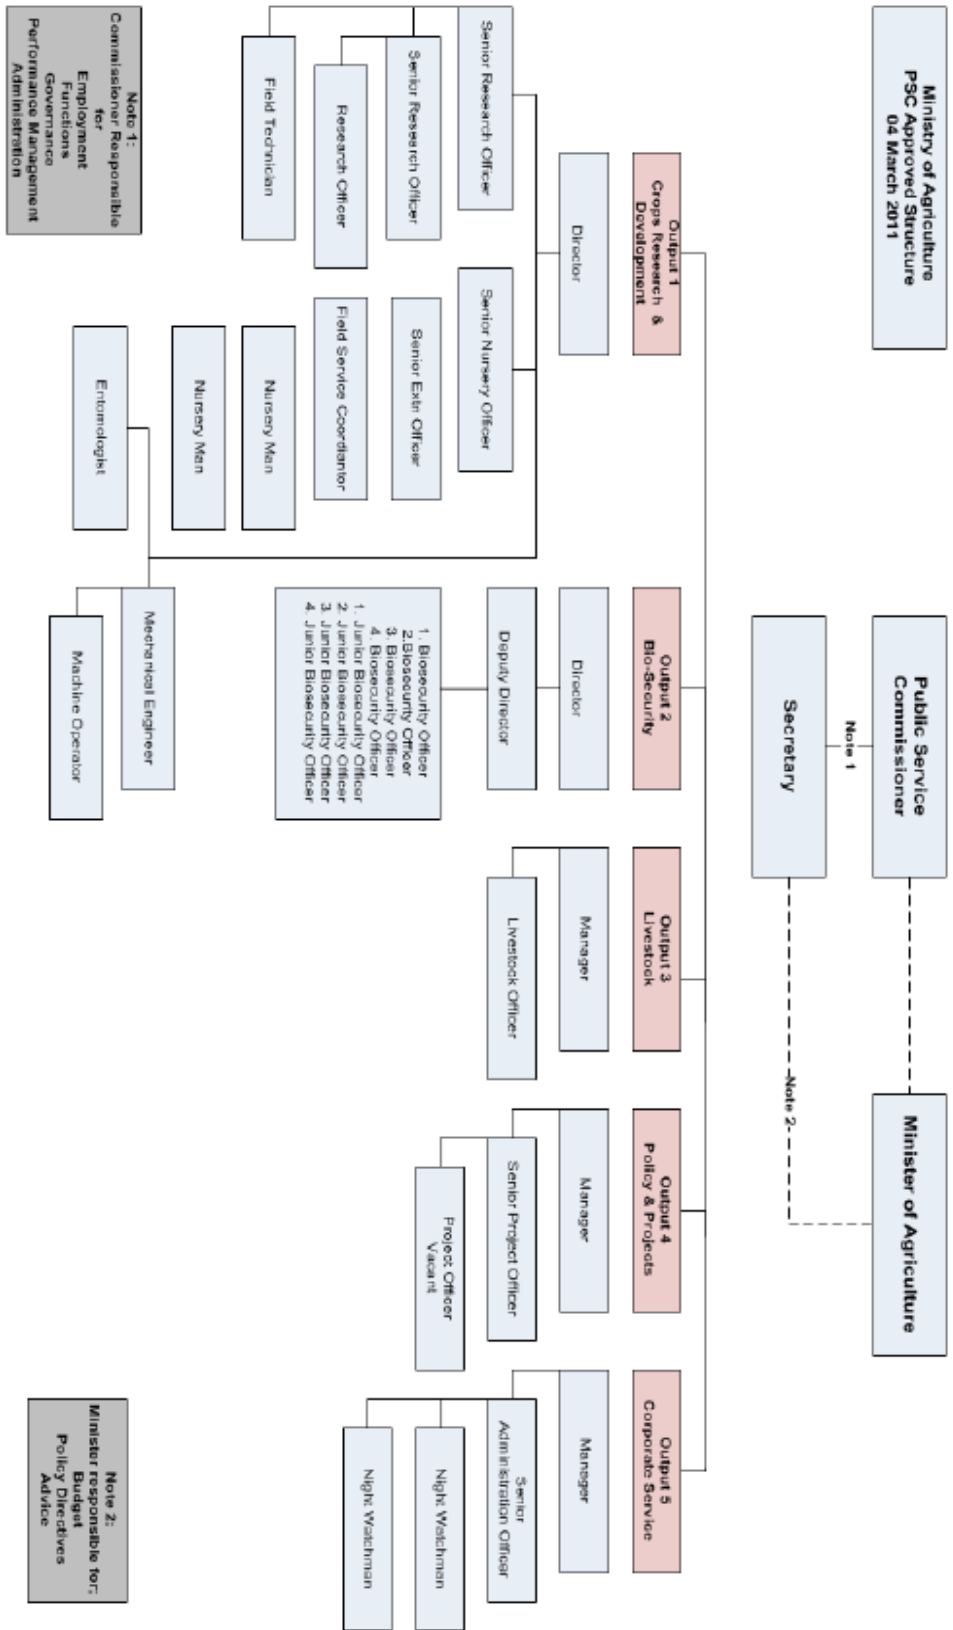 Ministry of Agriculture
PSC Approved Structure
04 March 2011
Public Service
Commissioner
Minister of Agriculture
Note 1
Secretary
Note 2
Output 1
Crops Research &
Development
Output 2
Bio-Security
Output 3
Livestock
Output 4
Policy & Projects
Output 5
Corporate Service
Director
Director
Manager
Manager
Manager
Senior Research Officer
Senior Nursery Officer
Deputy Director
Livestock Officer
Senior Project Officer
Senior
Administration Officer
Senior Research Officer
Senior Extn Officer
1. Biosecurity Officer
2.Biosecurity Officer
3. Biosecurity Officer
4. Biosecurity Officer
1. Junior Biosecurity Officer
2. Junior Biosecurity Officer
3. Junior Biosecurity Officer
4. Junior Biosecurity Officer
Project Officer
Vacant
Night Watchman
Research Officer
Field Service Coordiantor
Night Watchman
Field Technician
Nursery Man
Nursery Man
Entomologist
Mechanical Engineer
Machine Operator
Note 1:
Commissioner Responsible
for
Employment
Functions
Governance
Performance Management
Administration
Note 2:
Minister responsible for;
Budget
Policy Directives
Advice